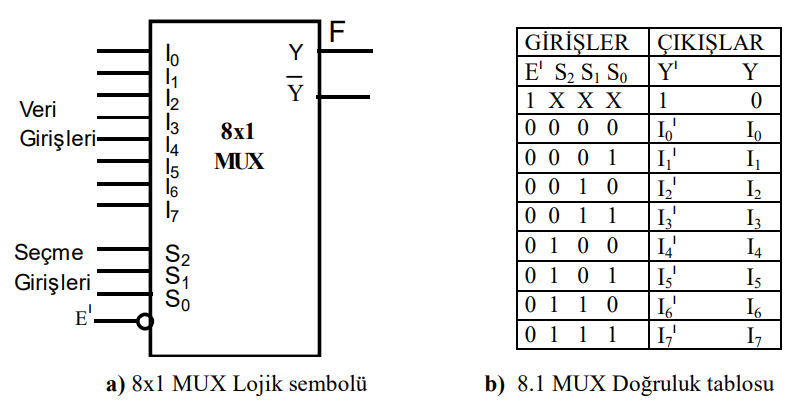 F
I₀ Y
I₁
I₂ Y̅
Veri
Girişleri
I₃
I₄
I₅
I₆
I₇
8x1
MUX
Seçme
Girişleri
S₂
S₁
S₀
E'
a) 8x1 MUX Lojik sembolü
GİRİŞLER ÇIKIŞLAR
E' S₂ S₁ S₀ Y' Y
1 X X X 1 0
0 0 0 0 I₀' I₀
0 0 0 1 I₁' I₁
0 0 1 0 I₂' I₂
0 0 1 1 I₃' I₃
0 1 0 0 I₄' I₄
0 1 0 1 I₅' I₅
0 1 1 0 I₆' I₆
0 1 1 1 I₇' I₇
b) 8.1 MUX Doğruluk tablosu